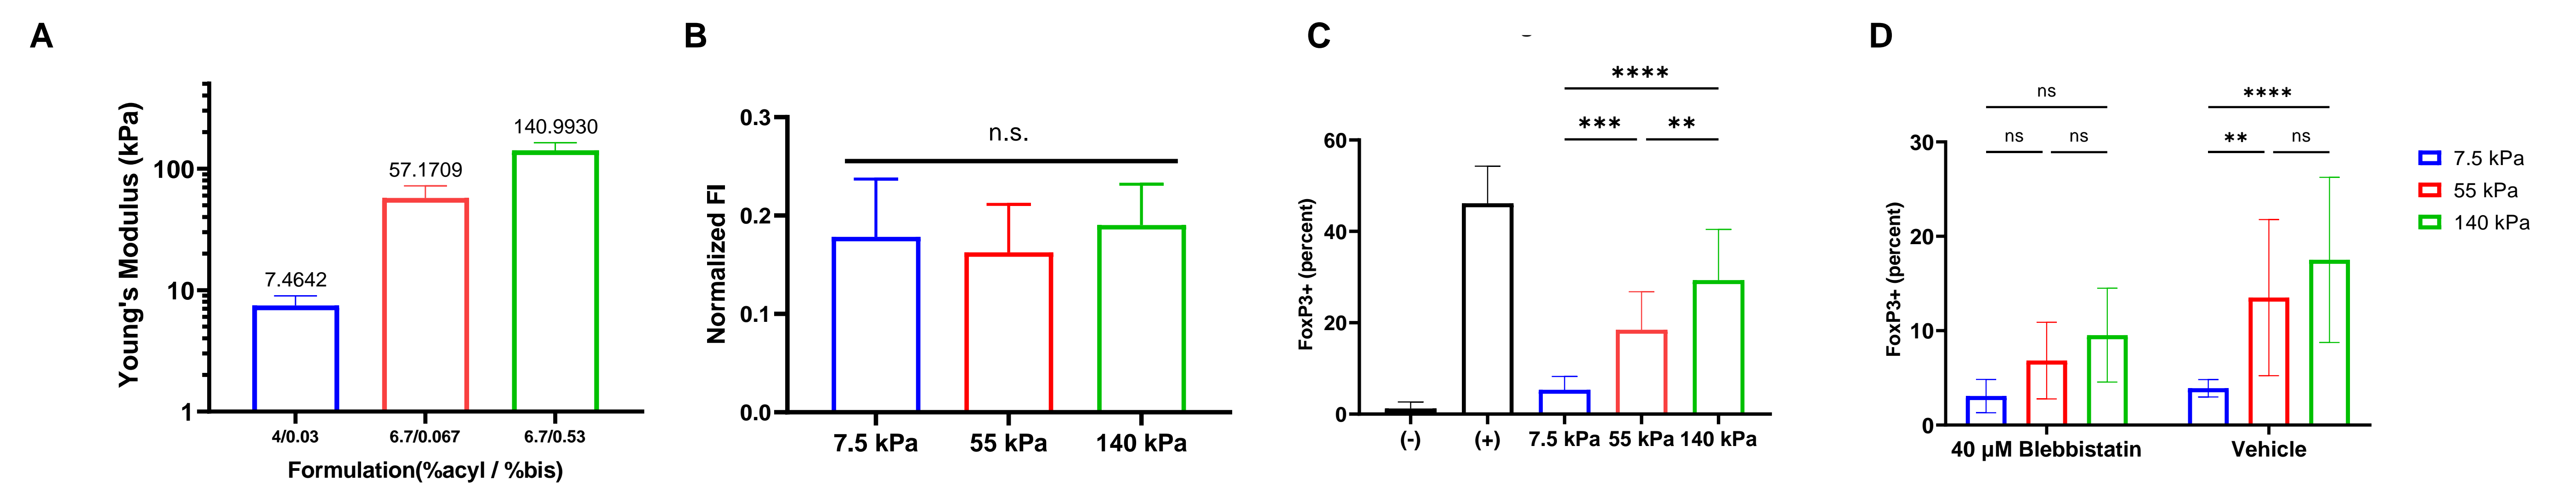 A
Young's Modulus (kPa)
100
10
1
7.4642
57.1709
140.9930
4/0.03
6.7/0.067
6.7/0.53
Formulation(%acyl / %bis)
B
Normalized FI
0.3
0.2
0.1
0.0
n.s.
7.5 kPa
55 kPa
140 kPa
C
FoxP3+ (percent)
60
40
20
0
****
***
**
(-)
(+)
7.5 kPa
55 kPa
140 kPa
D
FoxP3+ (percent)
30
20
10
0
ns
ns
ns
****
**
ns
40 µM Blebbistatin
Vehicle
7.5 kPa
55 kPa
140 kPa